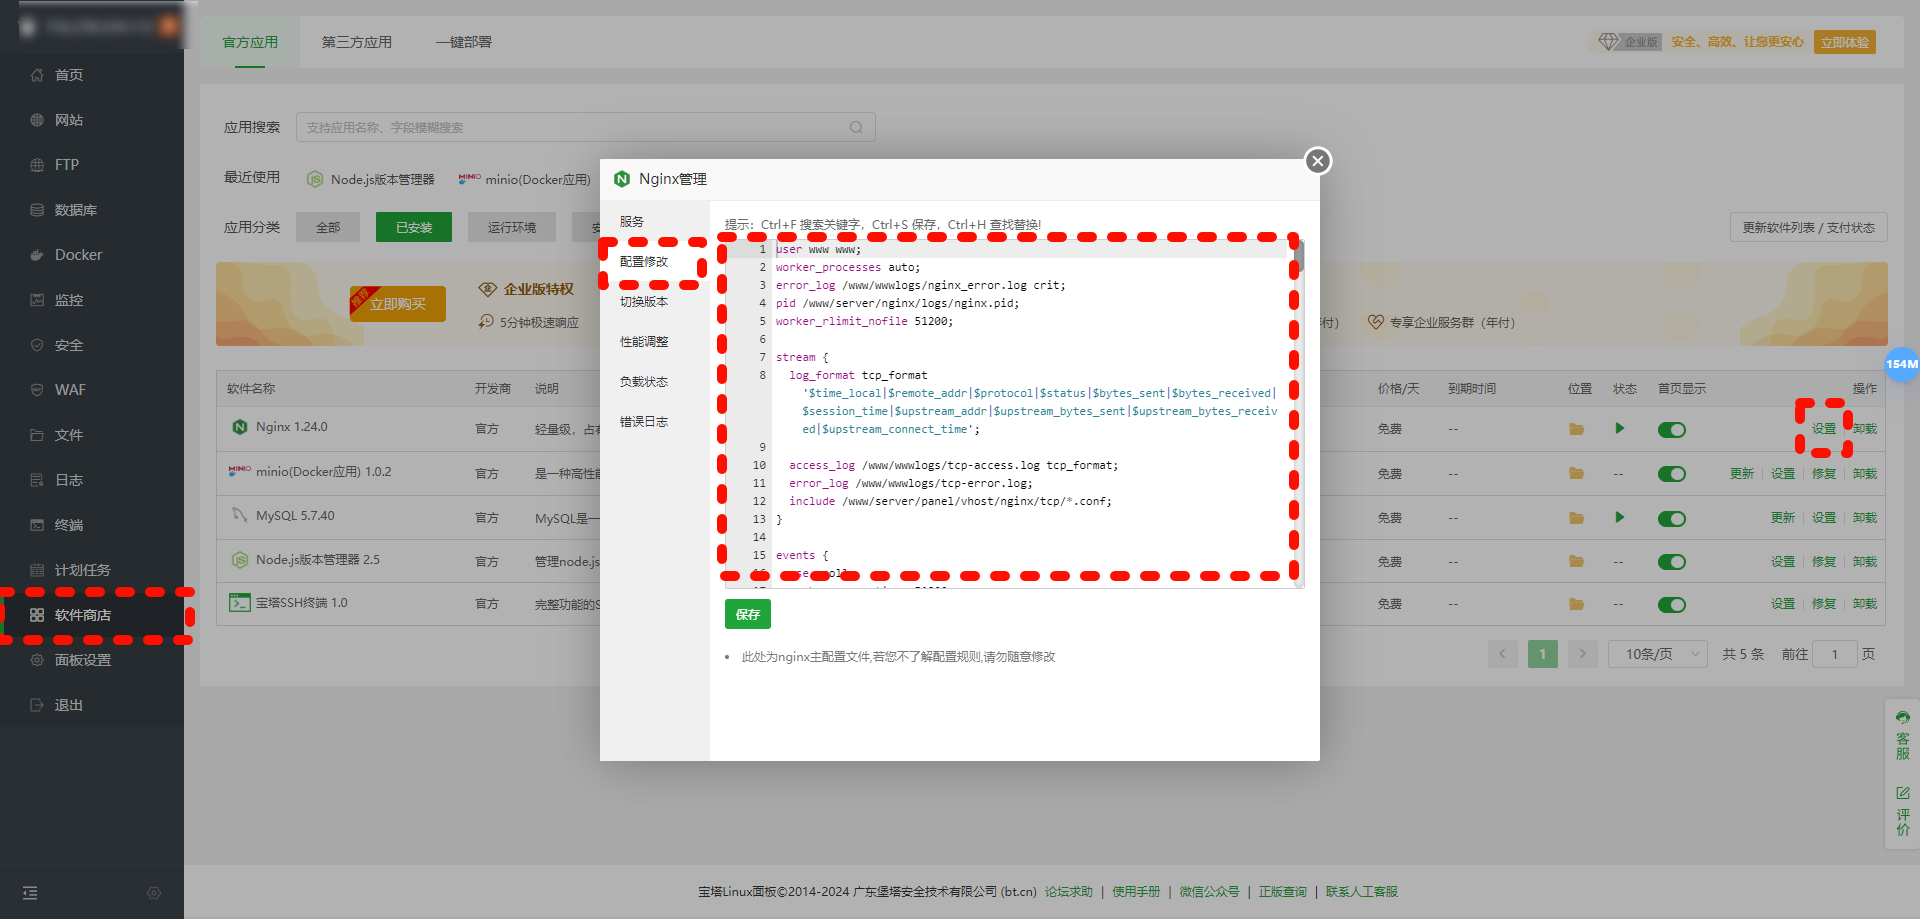 官方应用
第三方应用
一键部署
企业版
安全、高效、让您更安心
立即体验
首页
网站
FTP
数据库
Docker
监控
安全
WAF
文件
日志
终端
计划任务
软件商店
面板设置
退出
应用搜索
支持应用名称、字段模糊搜索
最近使用
Node.js版本管理器
minio(Docker应用)
应用分类
全部
已安装
运行环境
更新软件列表 / 支付状态
推荐
立即购买
企业版特权
5分钟极速响应
付）
专享企业服务群（年付）
软件名称
开发商
说明
价格/天
到期时间
位置
状态
首页显示
操作
Nginx 1.24.0
官方
轻量级，占
免费
--
设置
卸载
minio(Docker应用) 1.0.2
官方
是一种高性
免费
--
--
更新
设置
修复
卸载
MySQL 5.7.40
官方
MySQL是一
免费
--
更新
设置
卸载
Node.js版本管理器 2.5
官方
管理node.js
免费
--
--
设置
修复
卸载
宝塔SSH终端 1.0
官方
完整功能的S
免费
--
--
设置
修复
卸载
1
10条/页
共 5 条
前往
1
页
Nginx管理
服务
配置修改
切换版本
性能调整
负载状态
错误日志
提示：Ctrl+F 搜索关键字，Ctrl+S 保存，Ctrl+H 查找替换!
1 user www www;
2 worker_processes auto;
3 error_log /www/wwwlogs/nginx_error.log crit;
4 pid /www/server/nginx/logs/nginx.pid;
5 worker_rlimit_nofile 51200;
6
7 stream {
8 log_format tcp_format
'$time_local|$remote_addr|$protocol|$status|$bytes_sent|$bytes_received|
$session_time|$upstream_addr|$upstream_bytes_sent|$upstream_bytes_receiv
ed|$upstream_connect_time';
9
10 access_log /www/wwwlogs/tcp-access.log tcp_format;
11 error_log /www/wwwlogs/tcp-error.log;
12 include /www/server/panel/vhost/nginx/tcp/*.conf;
13 }
14
15 events {
保存
此处为nginx主配置文件,若您不了解配置规则,请勿随意修改
154M
客服
评价
宝塔Linux面板©2014-2024 广东堡塔安全技术有限公司 (bt.cn)
论坛求助 | 使用手册 | 微信公众号 | 正版查询 | 联系人工客服